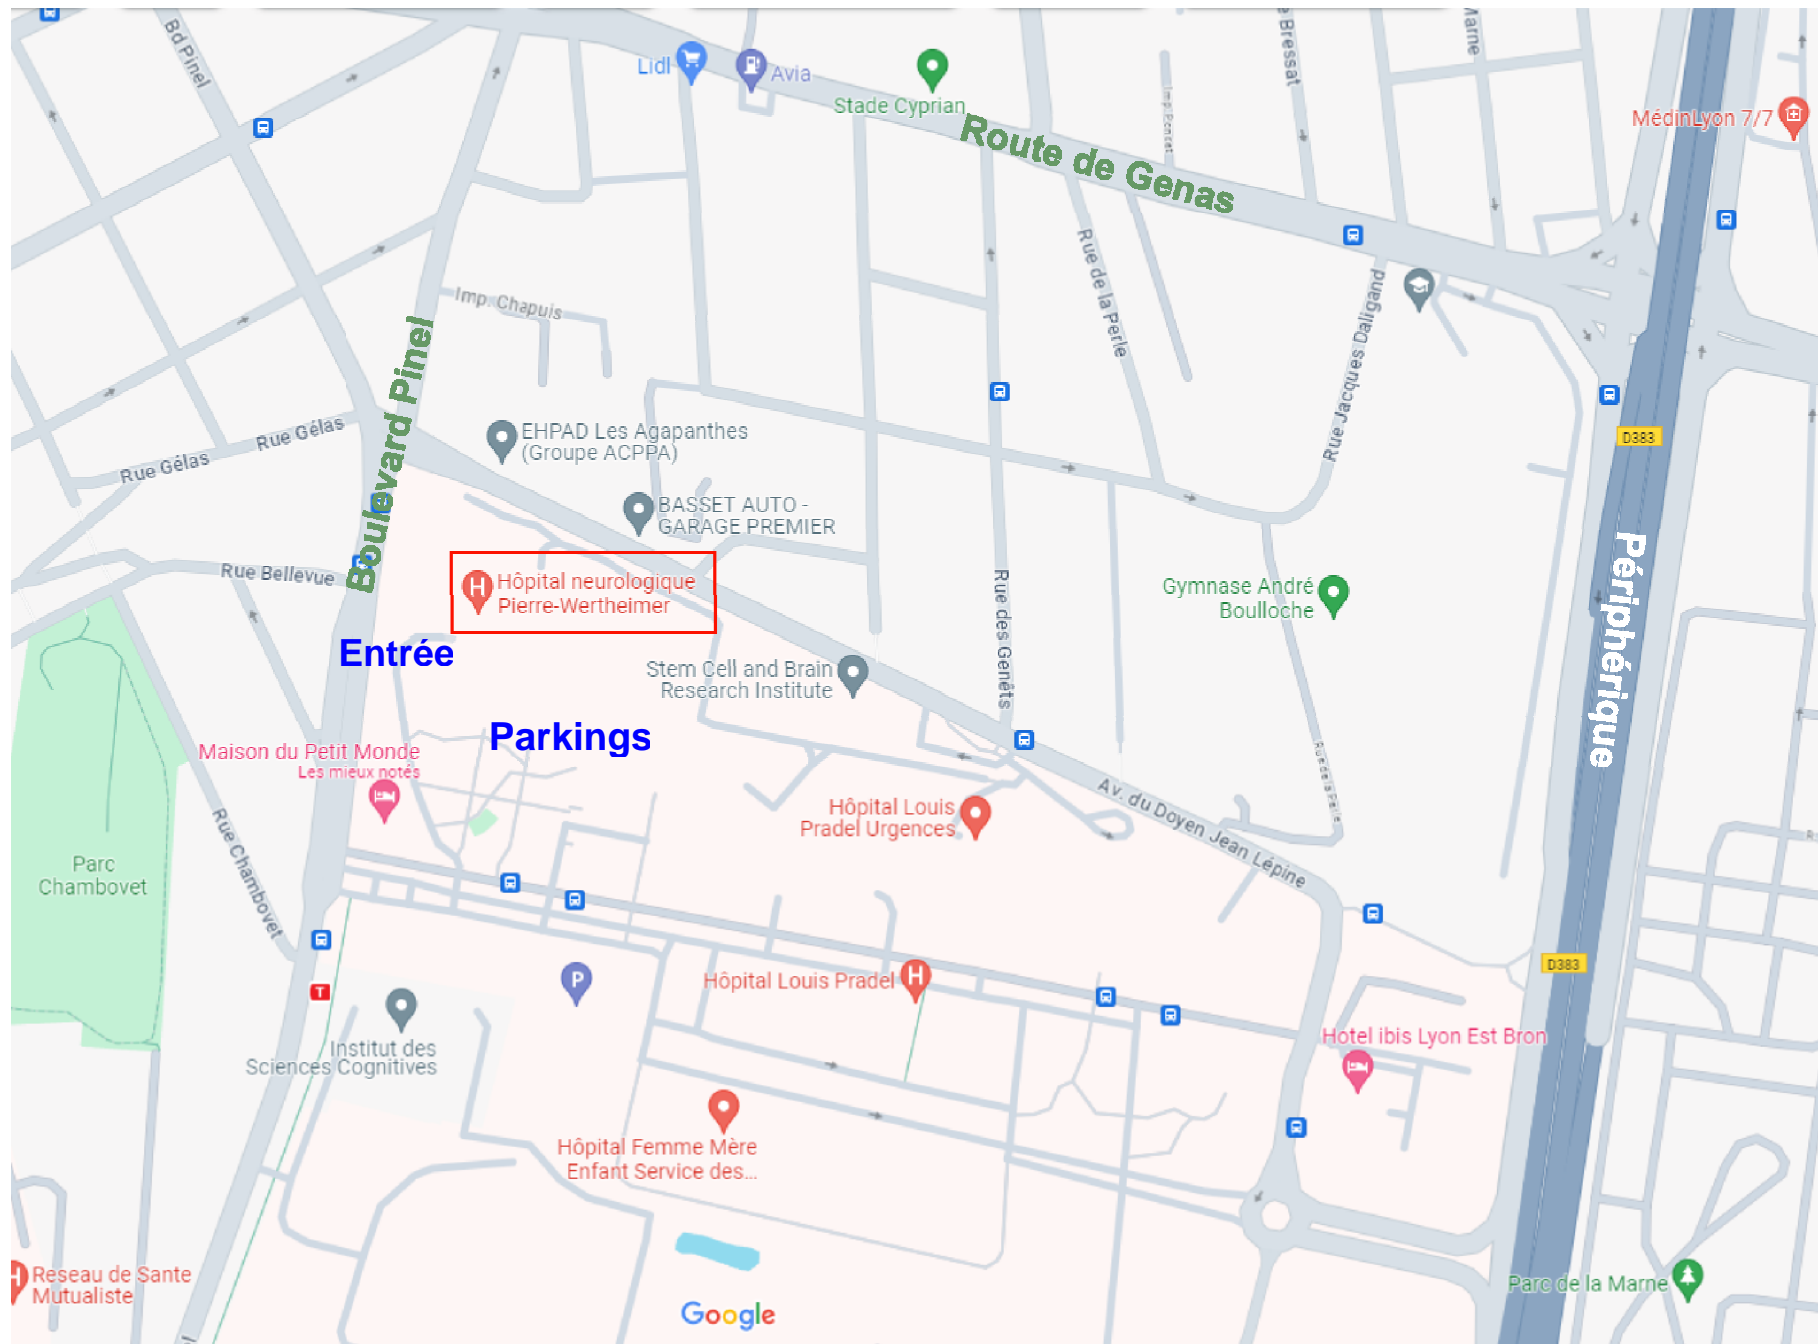 Bd Pinel
Lidl
Avia
Stade Cyprian
Route de Genas
Bressat
Marne
MédinLyon 7/7
Imp. Chapuis
Rue de la Perle
Rue Jacques Daligand
Boulevard Pinel
Rue Gélas
Rue Gélas
EHPAD Les Agapanthes
(Groupe ACPPA)
D383
BASSET AUTO -
GARAGE PREMIER
Rue Bellevue
Hôpital neurologique
Pierre-Wertheimer
Rue des Genêts
Gymnase André
Boulloche
Périphérique
Entrée
Stem Cell and Brain
Research Institute
Parkings
Maison du Petit Monde
Les mieux notés
Rue de la Perle
Av. du Doyen Jean Lépine
Hôpital Louis
Pradel Urgences
Rue Chambovet
Parc
Chambovet
P
Hôpital Louis Pradel
H
D383
T
Institut des
Sciences Cognitives
Hotel ibis Lyon Est Bron
Hôpital Femme Mère
Enfant Service des...
Reseau de Sante
Mutualiste
Parc de la Marne
Google